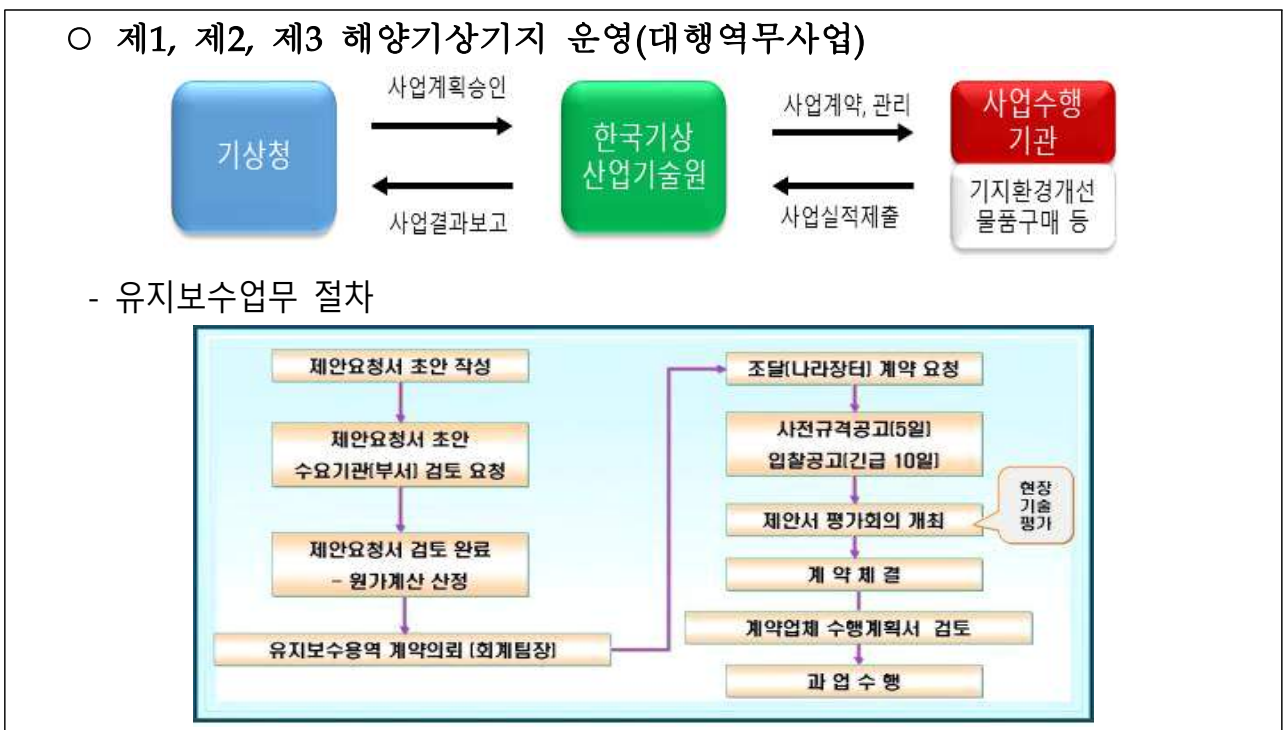 ○ 제1, 제2, 제3 해양기상기지 운영(대행역무사업)
기상청
사업계획승인
사업결과보고
한국기상
산업기술원
사업계약, 관리
사업실적제출
사업수행
기관
기지환경개선
물품구매 등
- 유지보수업무 절차
제안요청서 초안 작성
제안요청서 초안
수요기관(부서) 검토 요청
제안요청서 검토 완료
- 원가계산 산정
유지보수용역 계약의뢰 (회계팀장)
조달(나라장터) 계약 요청
사전규격공고(5일)
입찰공고(긴급 10일)
제안서 평가회의 개최
현장
기술
평가
계 약 체 결
계약업체 수행계획서 검토
과 업 수 행